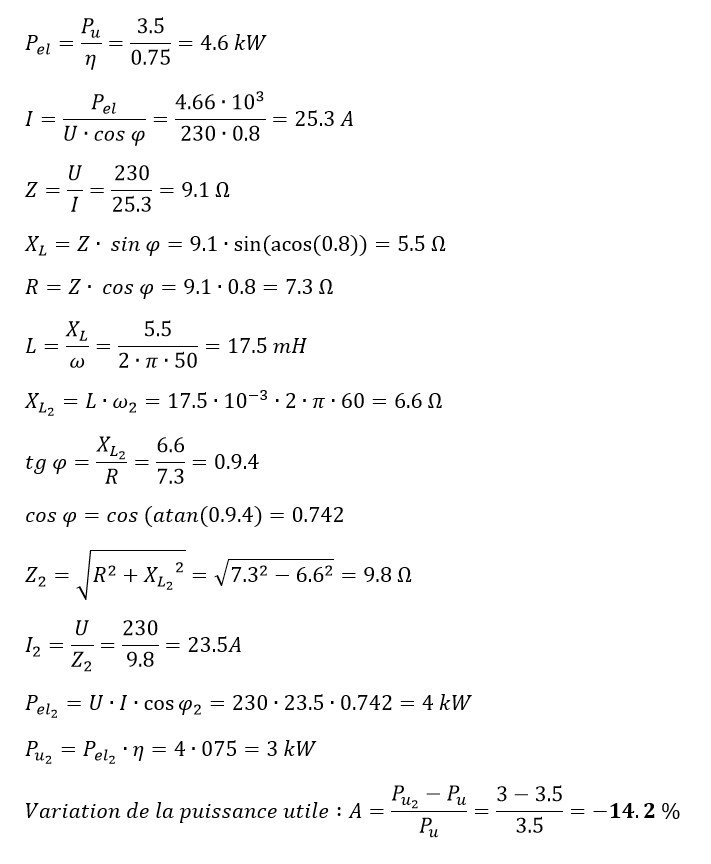 P_el = P_u / η = 3.5 / 0.75 = 4.6 kW
I = P_el / (U · cos φ) = 4.66 · 10³ / (230 · 0.8) = 25.3 A
Z = U / I = 230 / 25.3 = 9.1 Ω
X_L = Z · sin φ = 9.1 · sin(acos(0.8)) = 5.5 Ω
R = Z · cos φ = 9.1 · 0.8 = 7.3 Ω
L = X_L / ω = 5.5 / (2 · π · 50) = 17.5 mH
X_L₂ = L · ω₂ = 17.5 · 10⁻³ · 2 · π · 60 = 6.6 Ω
tg φ = X_L₂ / R = 6.6 / 7.3 = 0.9.4
cos φ = cos (atan(0.9.4) = 0.742
Z₂ = √(R² + X_L₂²) = √(7.3² − 6.6²) = 9.8 Ω
I₂ = U / Z₂ = 230 / 9.8 = 23.5A
P_el₂ = U · I · cos φ₂ = 230 · 23.5 · 0.742 = 4 kW
P_u₂ = P_el₂ · η = 4 · 075 = 3 kW
Variation de la puissance utile : A = (P_u₂ − P_u) / P_u = (3 − 3.5) / 3.5 = −14.2 %